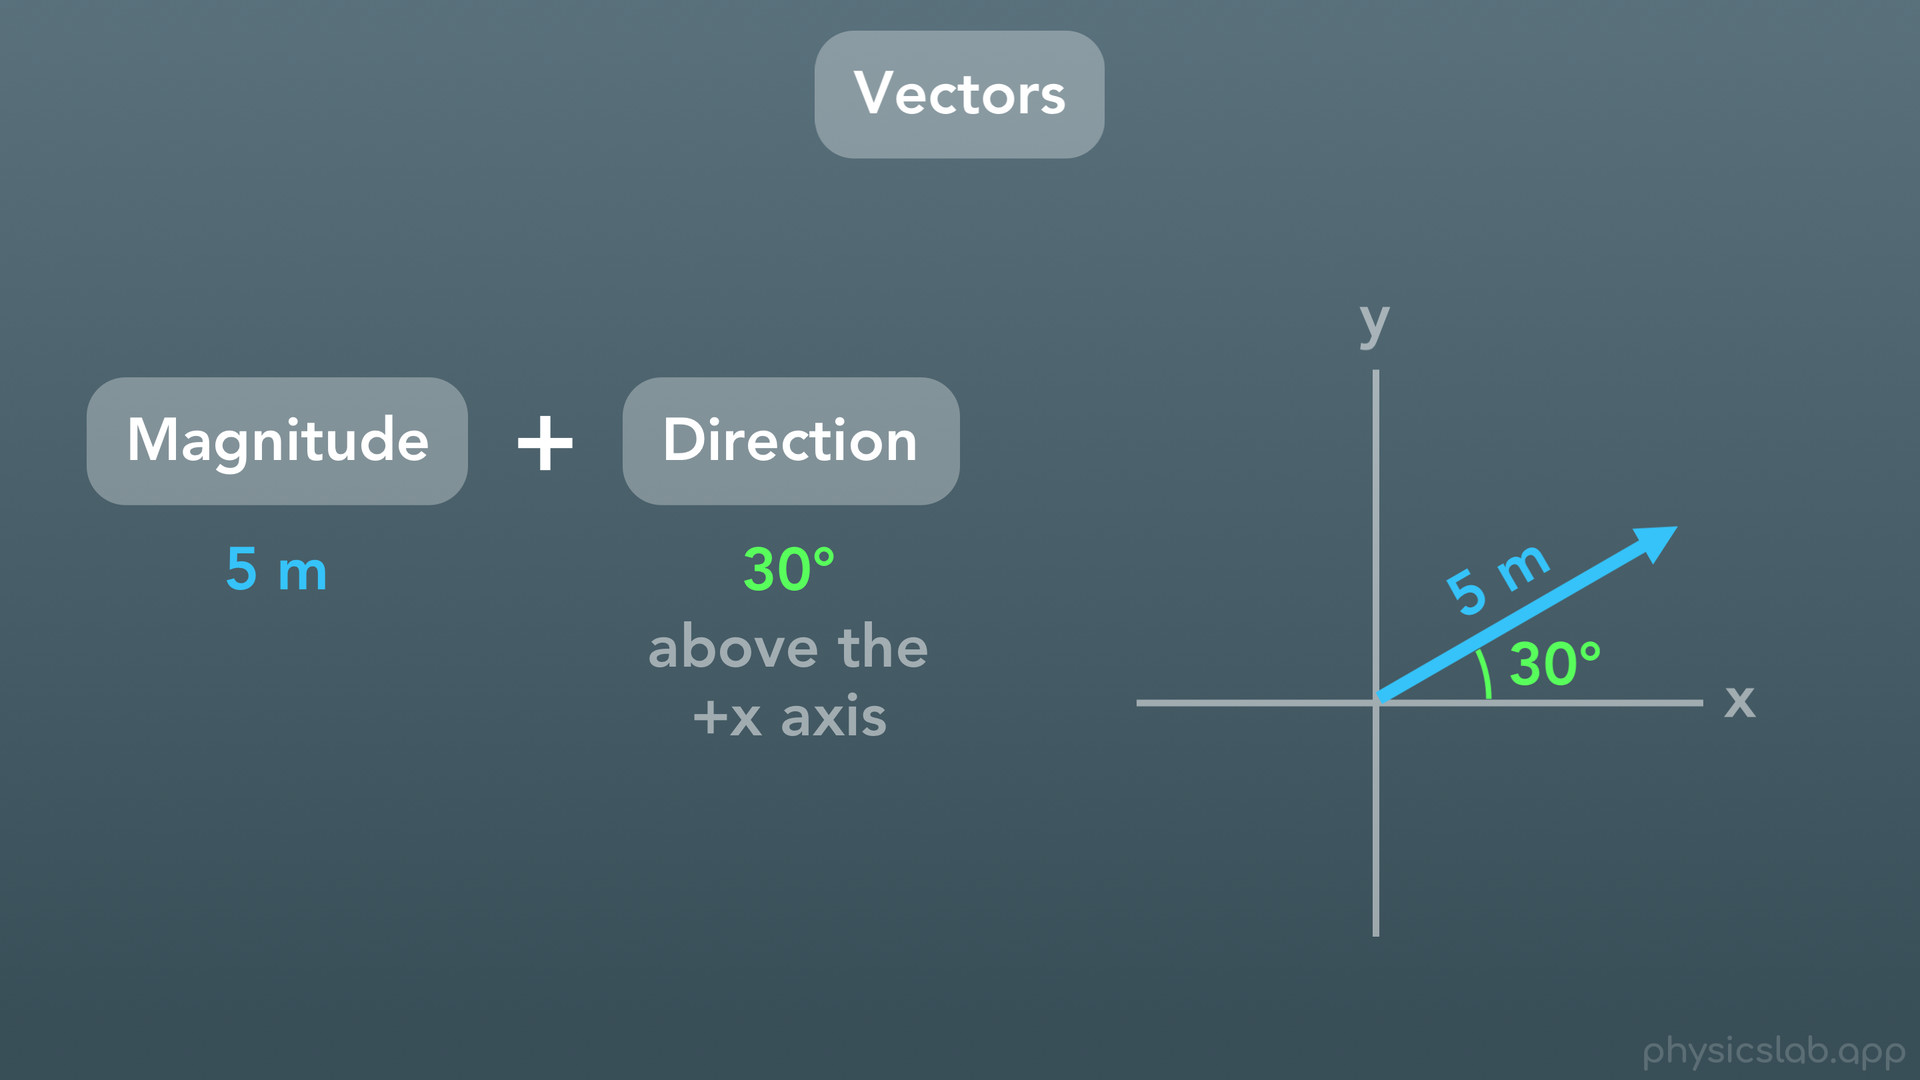 Vectors
Magnitude + Direction
5 m
30°
above the
+x axis
y
5 m
30°
x
physicslab.app